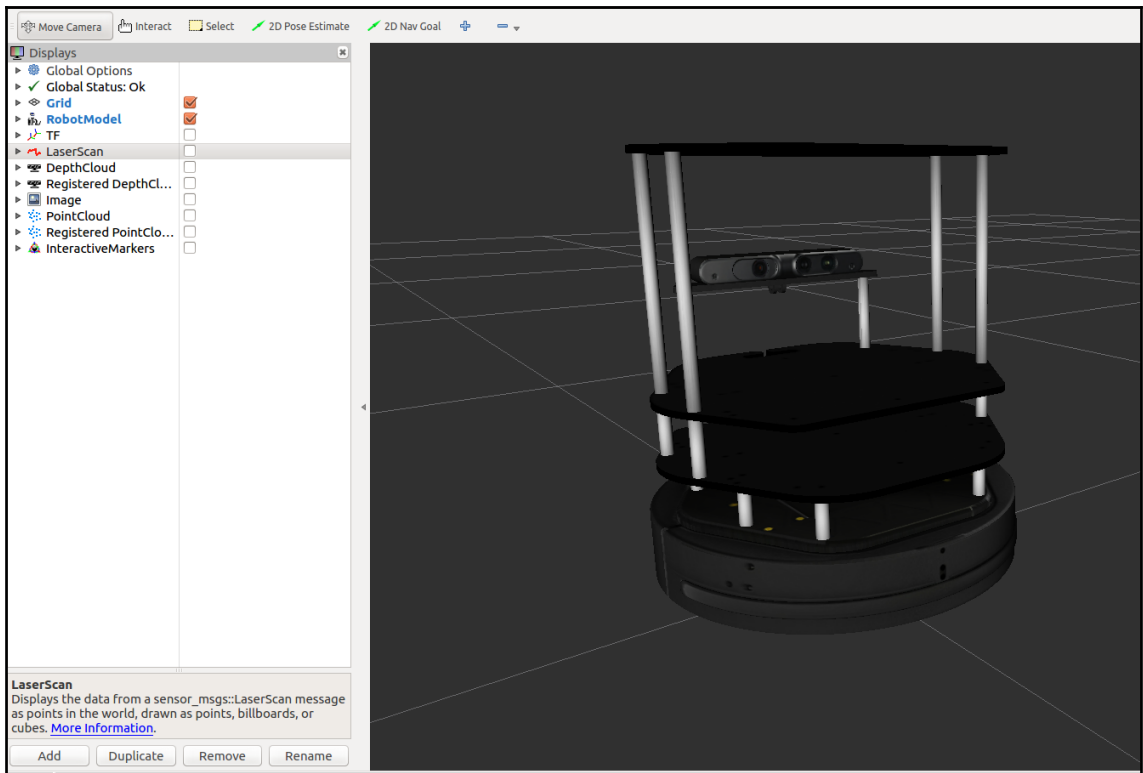 Move Camera Interact Select 2D Pose Estimate 2D Nav Goal
Displays
Global Options
Global Status: Ok
Grid
RobotModel
TF
LaserScan
DepthCloud
Registered DepthCl...
Image
PointCloud
Registered PointClo...
InteractiveMarkers
LaserScan
Displays the data from a sensor_msgs::LaserScan message
as points in the world, drawn as points, billboards, or
cubes. More Information.
Add Duplicate Remove Rename